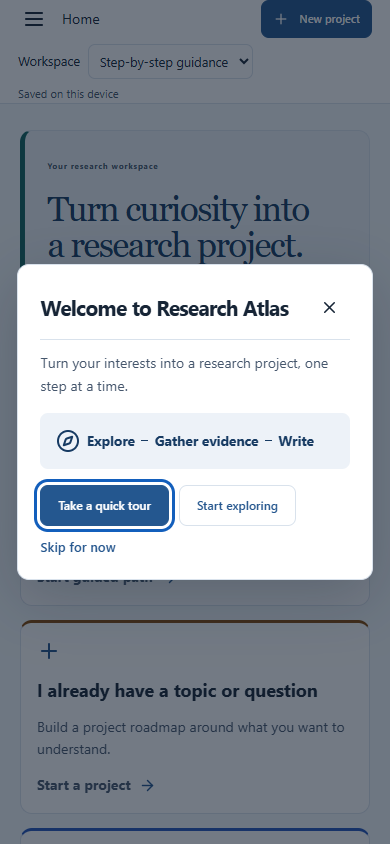 Home
New project
Workspace
Step-by-step guidance
Saved on this device
Your research workspace
Turn curiosity into
a research project.
Welcome to Research Atlas
Turn your interests into a research project, one
step at a time.
Explore – Gather evidence – Write
Take a quick tour
Start exploring
Skip for now
Start guided path
I already have a topic or question
Build a project roadmap around what you want to
understand.
Start a project